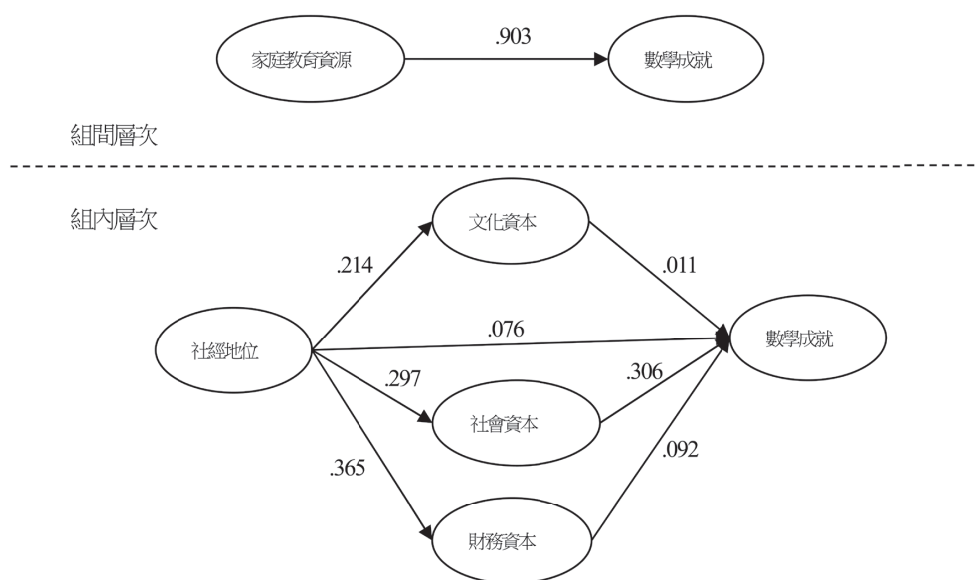 .903
家庭教育資源
數學成就
組間層次
組內層次
文化資本
.214
.011
.076
社經地位
數學成就
.297
.306
社會資本
.365
.092
財務資本